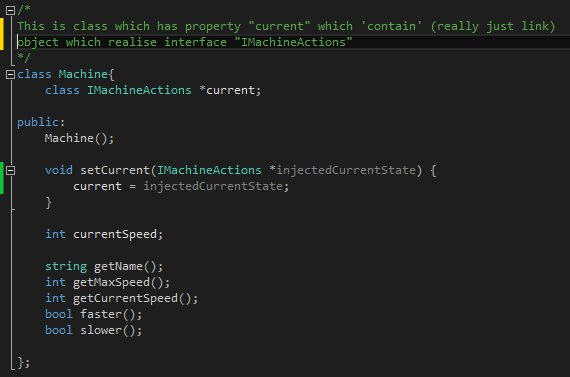 /*
This is class which has property "current" which 'contain' (really just link)
object which realise interface "IMachineActions"
*/
class Machine{
class IMachineActions *current;
public:
Machine();
void setCurrent(IMachineActions *injectedCurrentState) {
current = injectedCurrentState;
}
int currentSpeed;
string getName();
int getMaxSpeed();
int getCurrentSpeed();
bool faster();
bool slower();
};